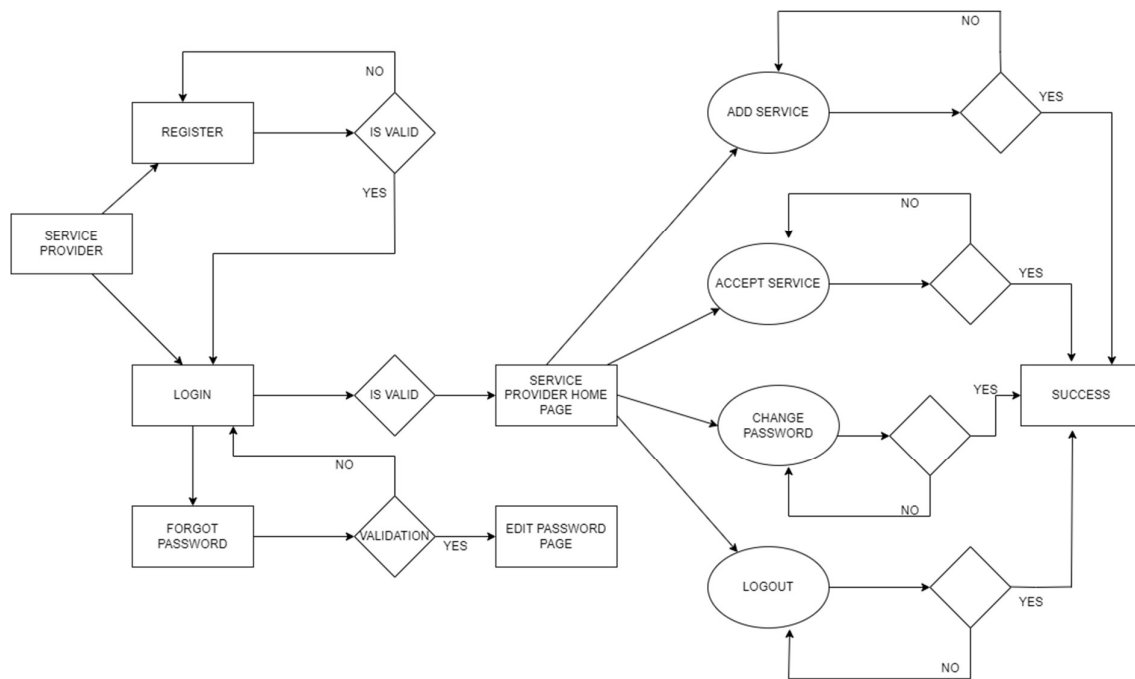 NO
YES
ADD SERVICE
NO
REGISTER
IS VALID
YES
NO
SERVICE
PROVIDER
ACCEPT SERVICE
YES
LOGIN
IS VALID
SERVICE
PROVIDER HOME
PAGE
YES
SUCCESS
CHANGE
PASSWORD
NO
NO
FORGOT
PASSWORD
VALIDATION
YES
EDIT PASSWORD
PAGE
LOGOUT
YES
NO